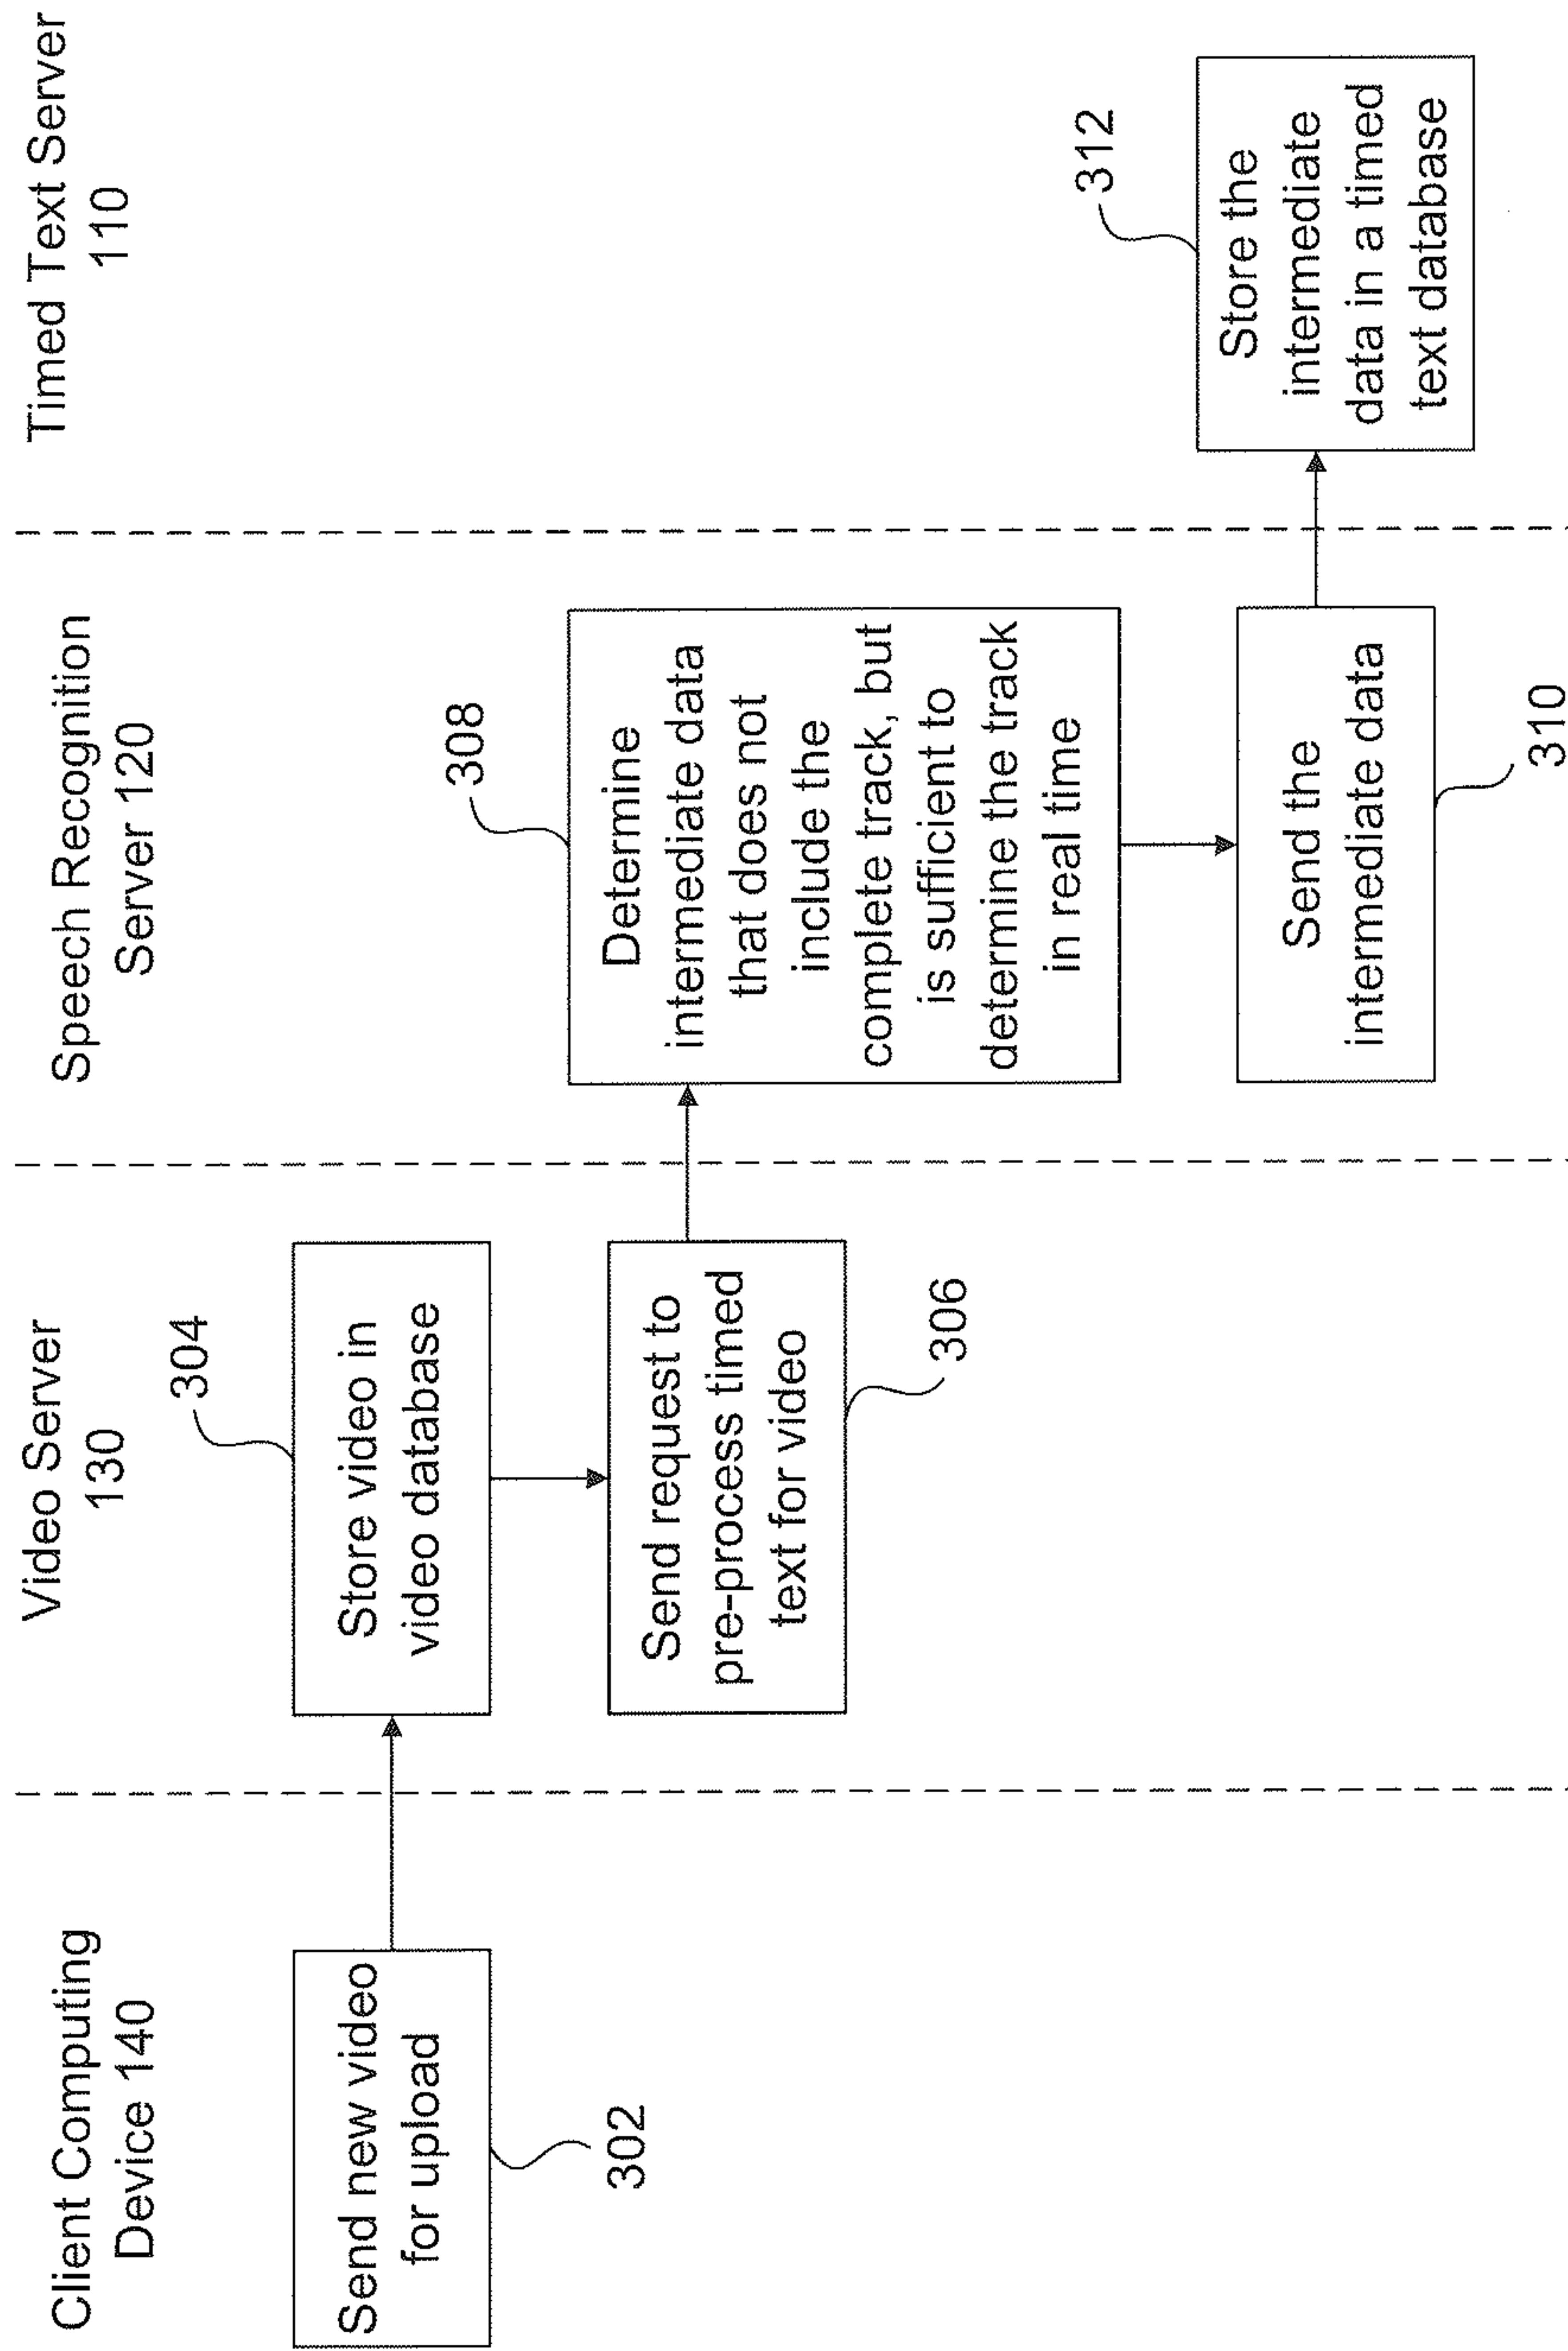 Client Computing
Device 140
Video Server
130
Speech Recognition
Server 120
Timed Text Server
110
Send new video
for upload
302
304
Store video in
video database
Send request to
pre-process timed
text for video
306
308
Determine
intermediate data
that does not
include the
complete track, but
is sufficient to
determine the track
in real time
Send the
intermediate data
310
312
Store the
intermediate
data in a timed
text database